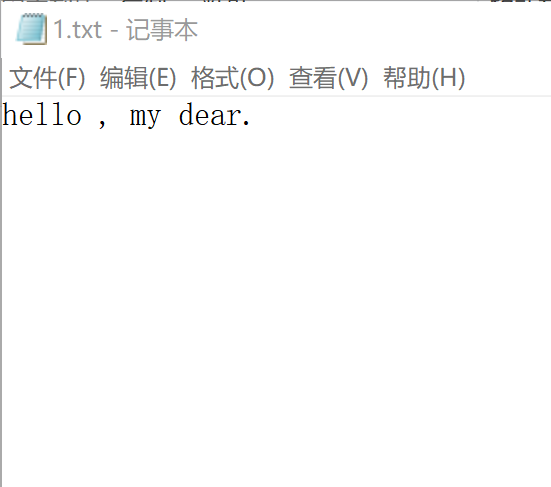 1.txt - 记事本
文件(F) 编辑(E) 格式(O) 查看(V) 帮助(H)
hello , my dear.